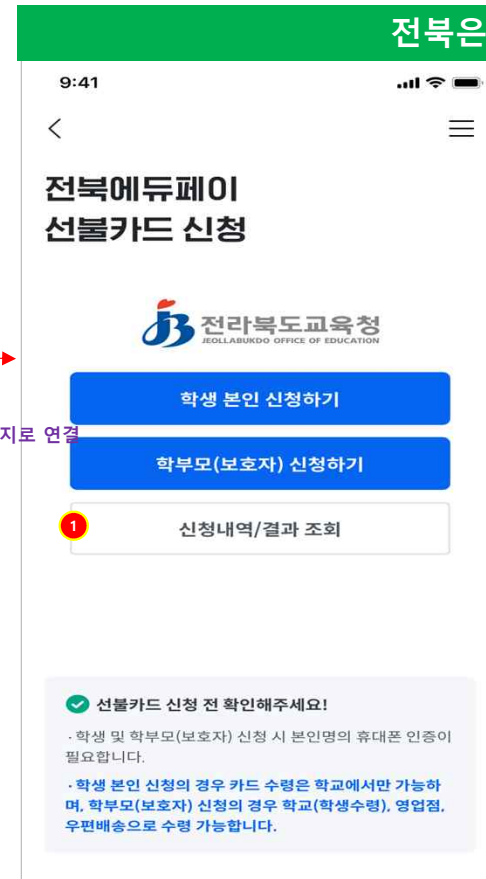 전북은
9:41
전북에듀페이
선불카드 신청
전라북도교육청
JEOLLABUKDO OFFICE OF EDUCATION
학생 본인 신청하기
지로 연결
학부모(보호자) 신청하기
1
신청내역/결과 조회
선불카드 신청 전 확인해주세요!
· 학생 및 학부모(보호자) 신청 시 본인명의 휴대폰 인증이
필요합니다.
· 학생 본인 신청의 경우 카드 수령은 학교에서만 가능하
며, 학부모(보호자) 신청의 경우 학교(학생수령), 영업점,
우편배송으로 수령 가능합니다.